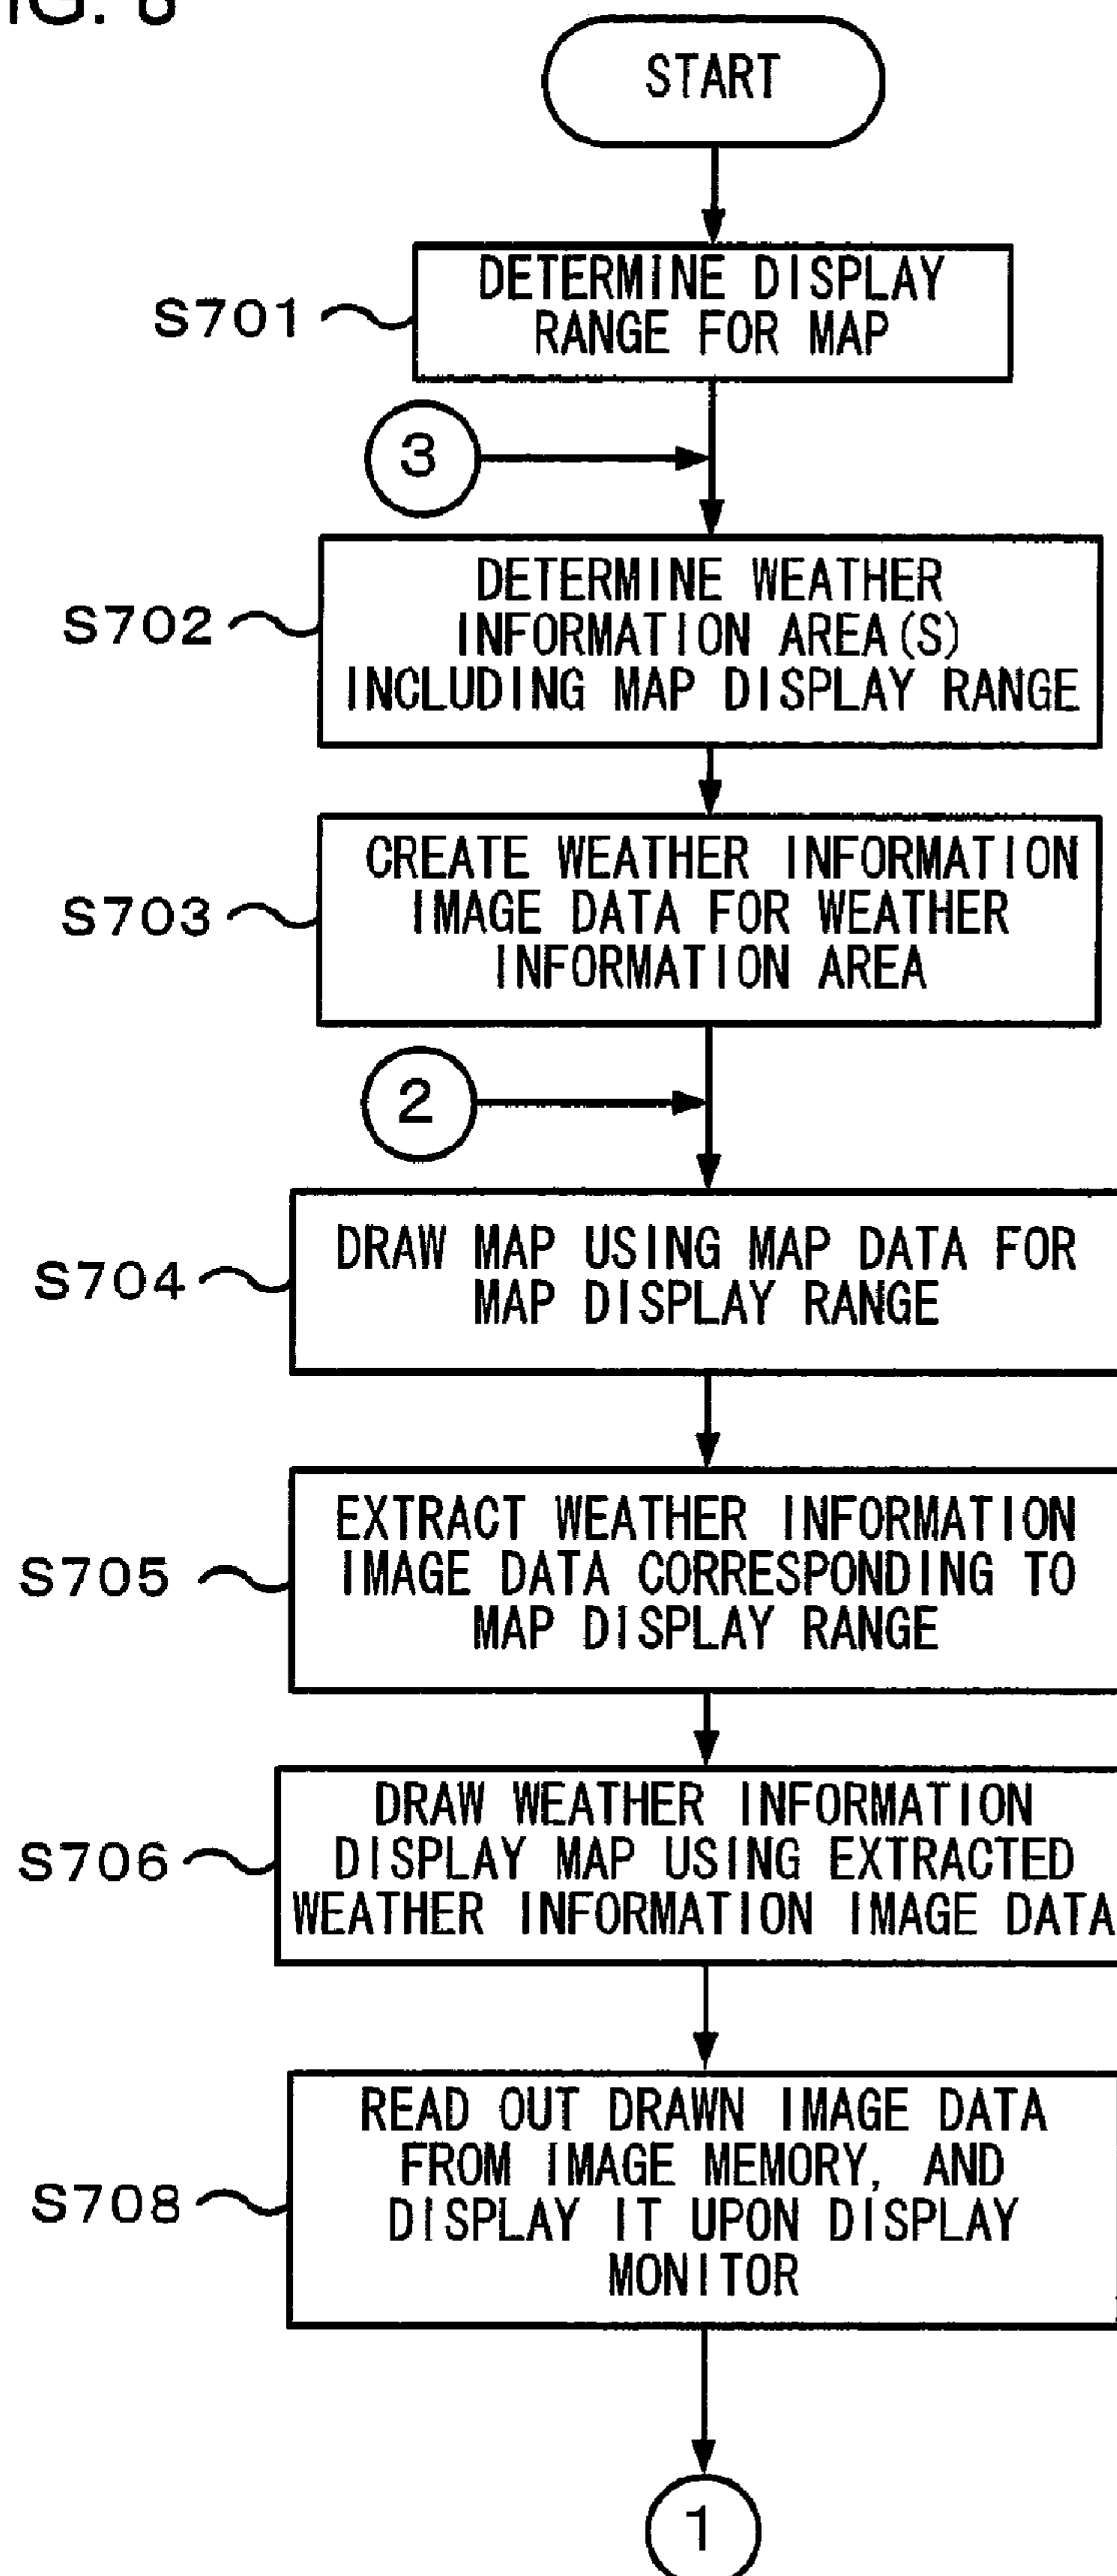 FIG. 8
START
S701
DETERMINE DISPLAY
RANGE FOR MAP
3
S702
DETERMINE WEATHER
INFORMATION AREA(S)
INCLUDING MAP DISPLAY RANGE
S703
CREATE WEATHER INFORMATION
IMAGE DATA FOR WEATHER
INFORMATION AREA
2
S704
DRAW MAP USING MAP DATA FOR
MAP DISPLAY RANGE
S705
EXTRACT WEATHER INFORMATION
IMAGE DATA CORRESPONDING TO
MAP DISPLAY RANGE
S706
DRAW WEATHER INFORMATION
DISPLAY MAP USING EXTRACTED
WEATHER INFORMATION IMAGE DATA
S708
READ OUT DRAWN IMAGE DATA
FROM IMAGE MEMORY, AND
DISPLAY IT UPON DISPLAY
MONITOR
1